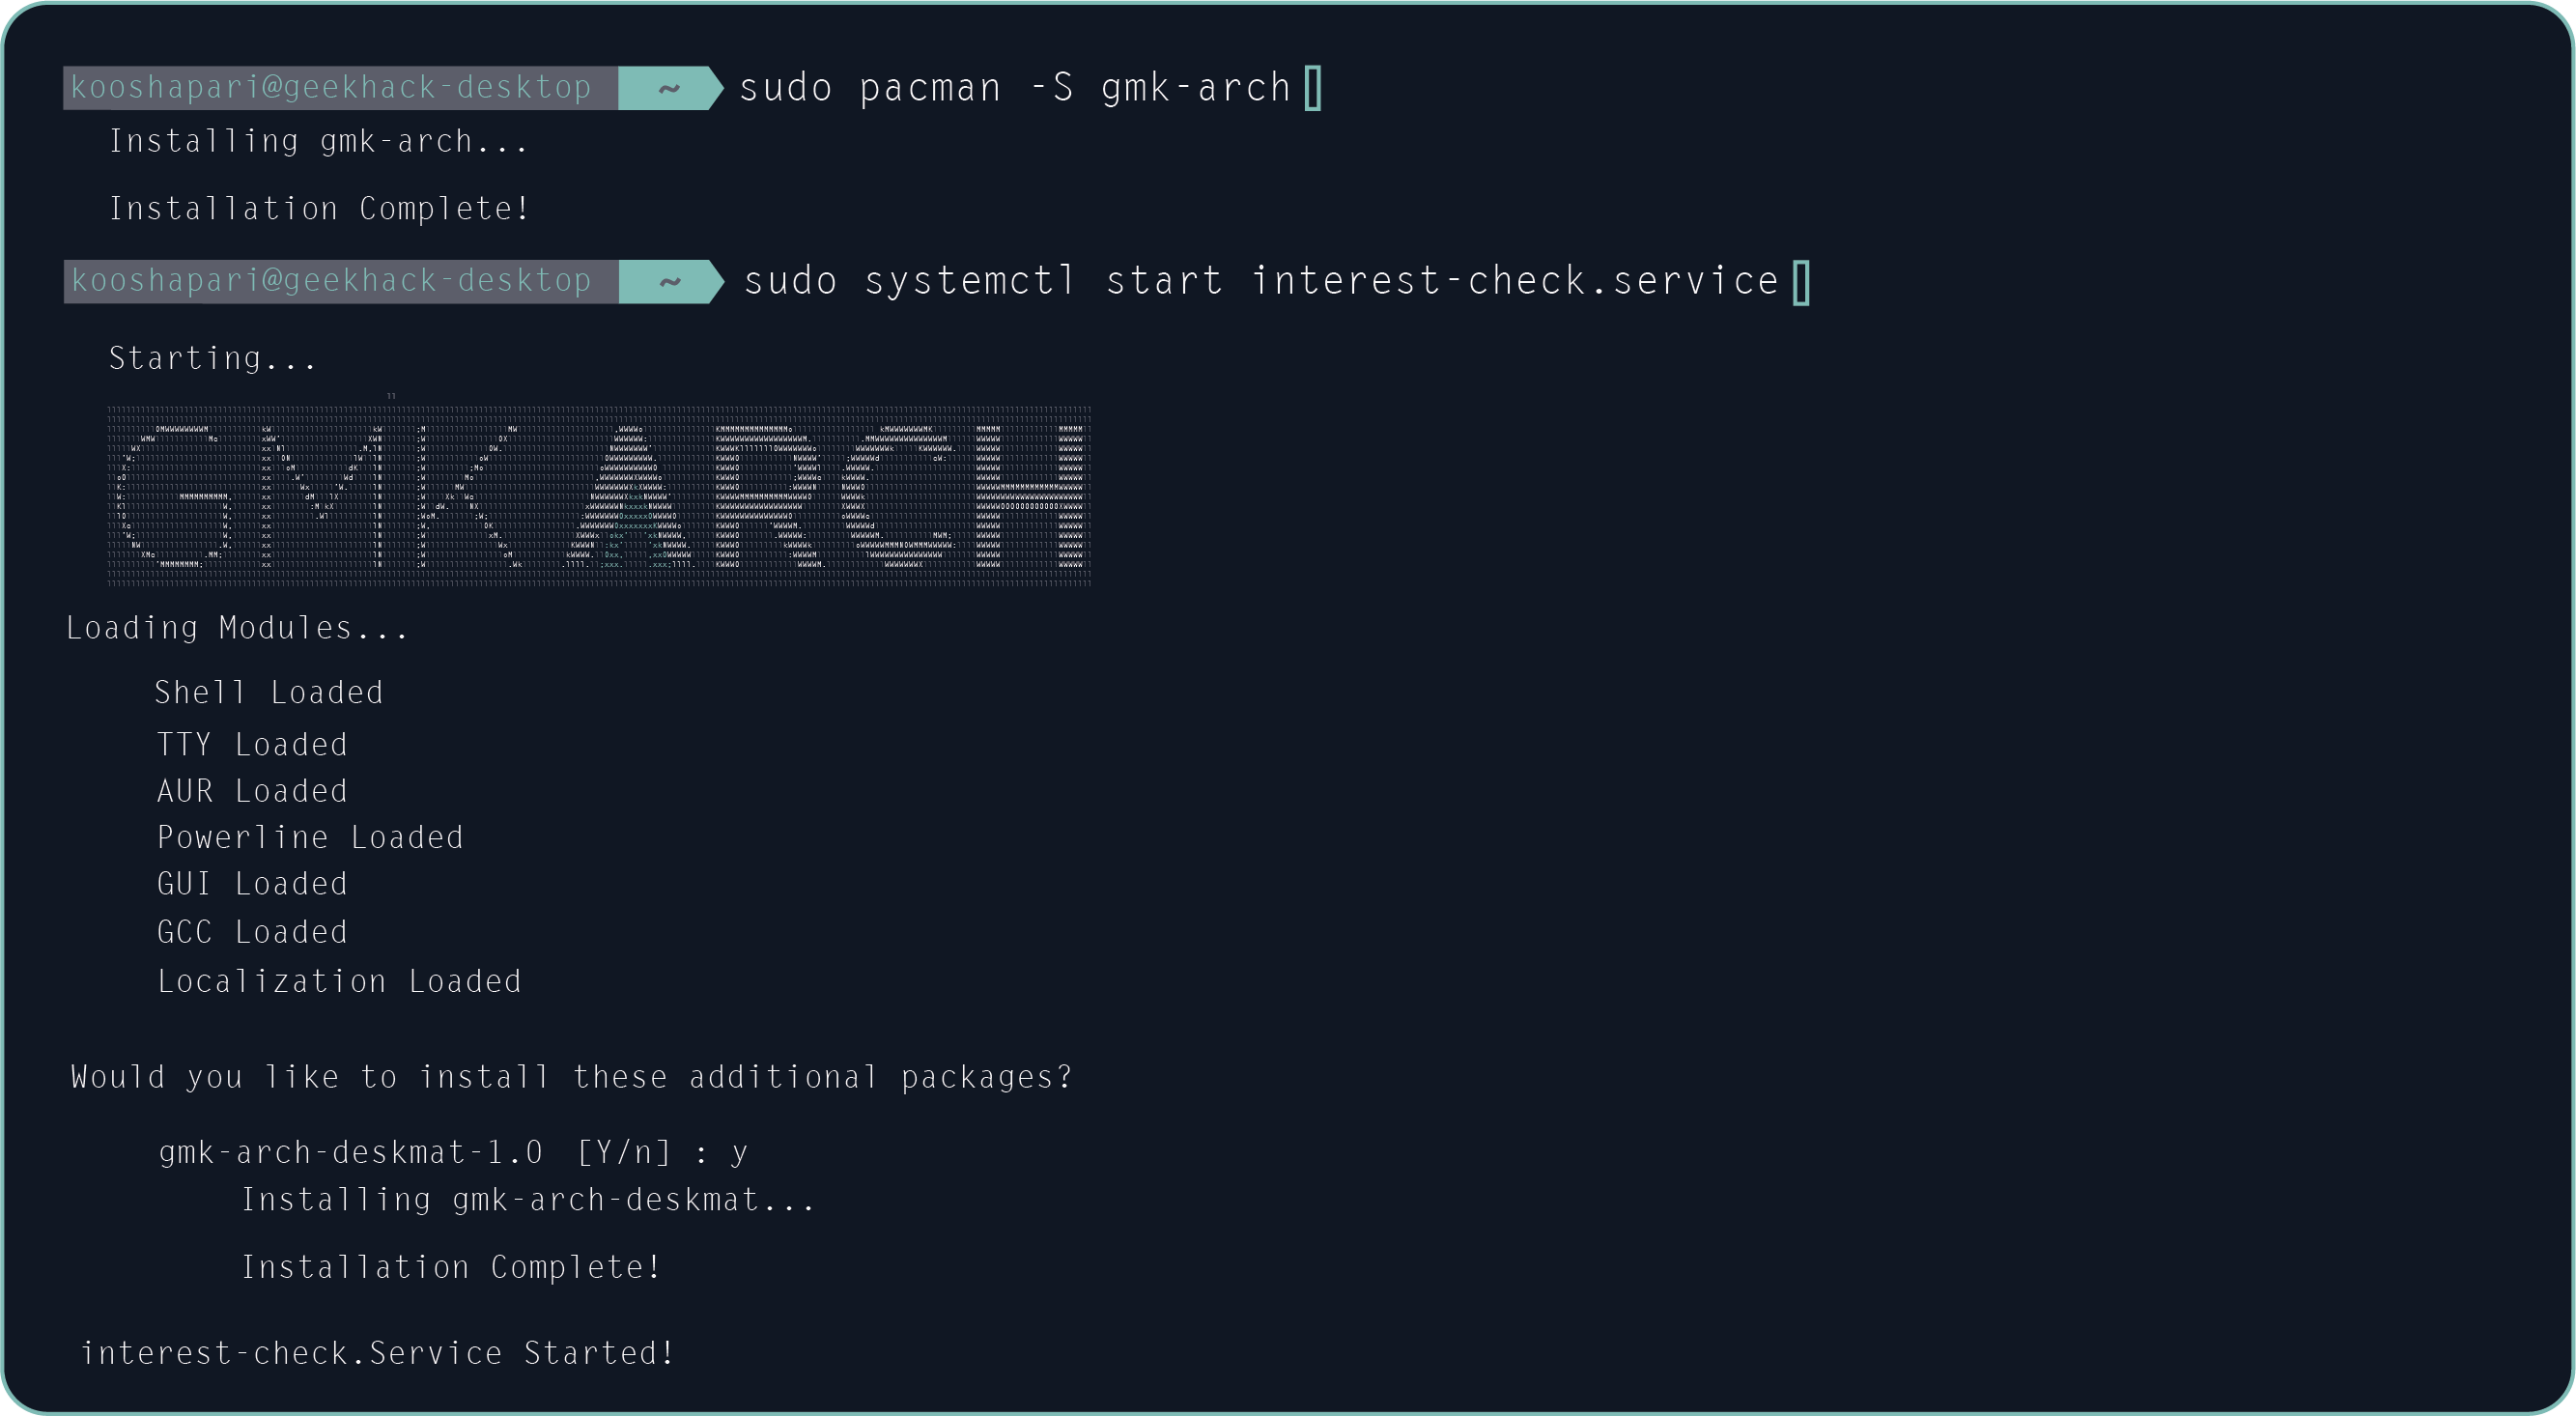 kooshapari@geekhack-desktop ~ sudo pacman -S gmk-arch
Installing gmk-arch...
Installation Complete!
kooshapari@geekhack-desktop ~ sudo systemctl start interest-check.service
Starting...
GMKARCH
Loading Modules...
Shell Loaded
TTY Loaded
AUR Loaded
Powerline Loaded
GUI Loaded
GCC Loaded
Localization Loaded
Would you like to install these additional packages?
gmk-arch-deskmat-1.0 [Y/n] : y
Installing gmk-arch-deskmat...
Installation Complete!
interest-check.Service Started!